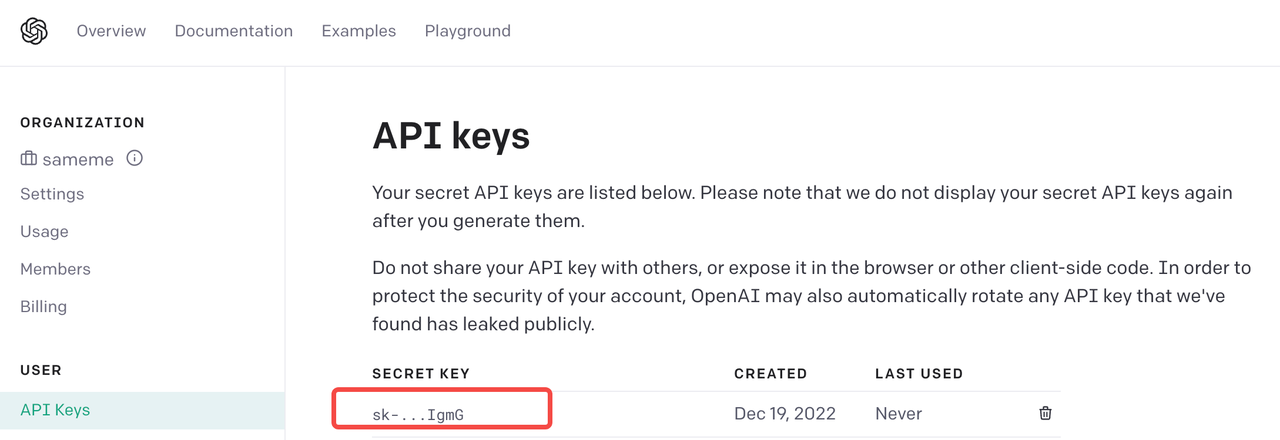 Overview Documentation Examples Playground
ORGANIZATION
sameme
Settings
Usage
Members
Billing
USER
API Keys
API keys
Your secret API keys are listed below. Please note that we do not display your secret API keys again
after you generate them.
Do not share your API key with others, or expose it in the browser or other client-side code. In order to
protect the security of your account, OpenAI may also automatically rotate any API key that we've
found has leaked publicly.
SECRET KEY CREATED LAST USED
sk-...IgmG Dec 19, 2022 Never